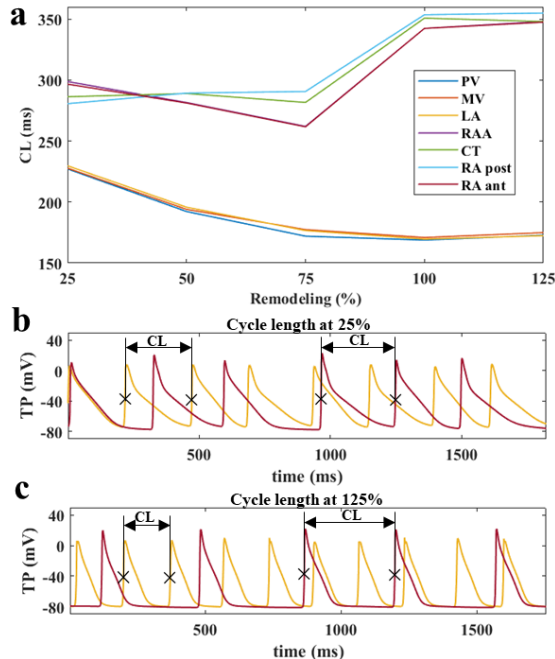 a
350
300
250
200
150
CL (ms)
PV
MV
LA
RAA
CT
RA post
RA ant
25
50
75
100
125
Remodeling (%)
b
Cycle length at 25%
CL
CL
40
0
-40
-80
TP (mV)
500
1000
1500
time (ms)
c
Cycle length at 125%
CL
CL
40
0
-40
-80
TP (mV)
500
1000
1500
time (ms)